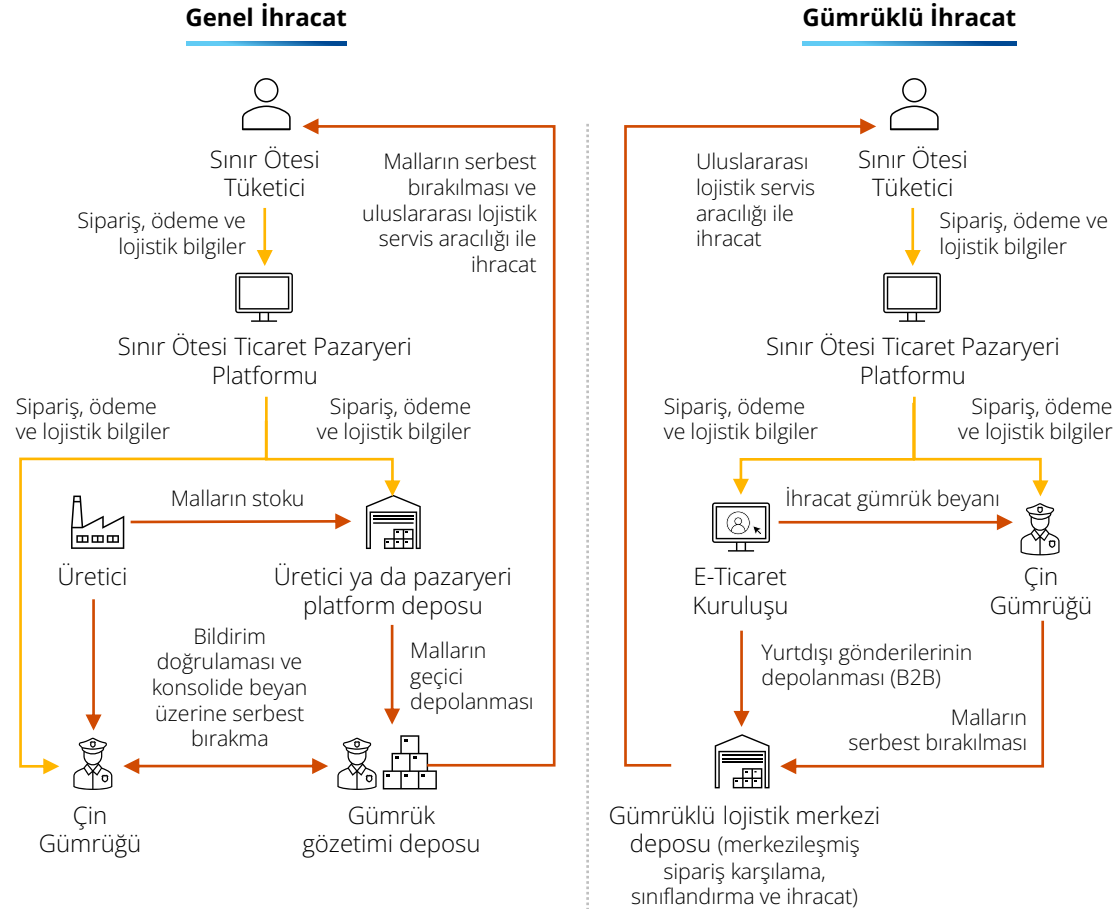 Genel İhracat
Sınır Ötesi
Tüketici
Malların serbest
bırakılması ve
uluslararası lojistik
servis aracılığı ile
ihracat
Sipariş, ödeme ve
lojistik bilgiler
Sınır Ötesi Ticaret Pazaryeri
Platformu
Sipariş, ödeme
ve lojistik bilgiler
Sipariş, ödeme
ve lojistik bilgiler
Malların stoku
Üretici
Üretici ya da pazaryeri
platform deposu
Bildirim
doğrulaması ve
konsolide beyan
üzerine serbest
bırakma
Malların
geçici
depolanması
Çin
Gümrüğü
Gümrük
gözetimi deposu
Gümrüklü İhracat
Uluslararası
lojistik servis
aracılığı ile
ihracat
Sınır Ötesi
Tüketici
Sipariş, ödeme ve
lojistik bilgiler
Sınır Ötesi Ticaret Pazaryeri
Platformu
Sipariş, ödeme
ve lojistik bilgiler
Sipariş, ödeme
ve lojistik bilgiler
İhracat gümrük beyanı
E-Ticaret
Kuruluşu
Çin
Gümrüğü
Yurtdışı gönderilerinin
depolanması (B2B)
Malların
serbest bırakılması
Gümrüklü lojistik merkezi
deposu (merkezileşmiş
sipariş karşılama,
sınıflandırma ve ihracat)